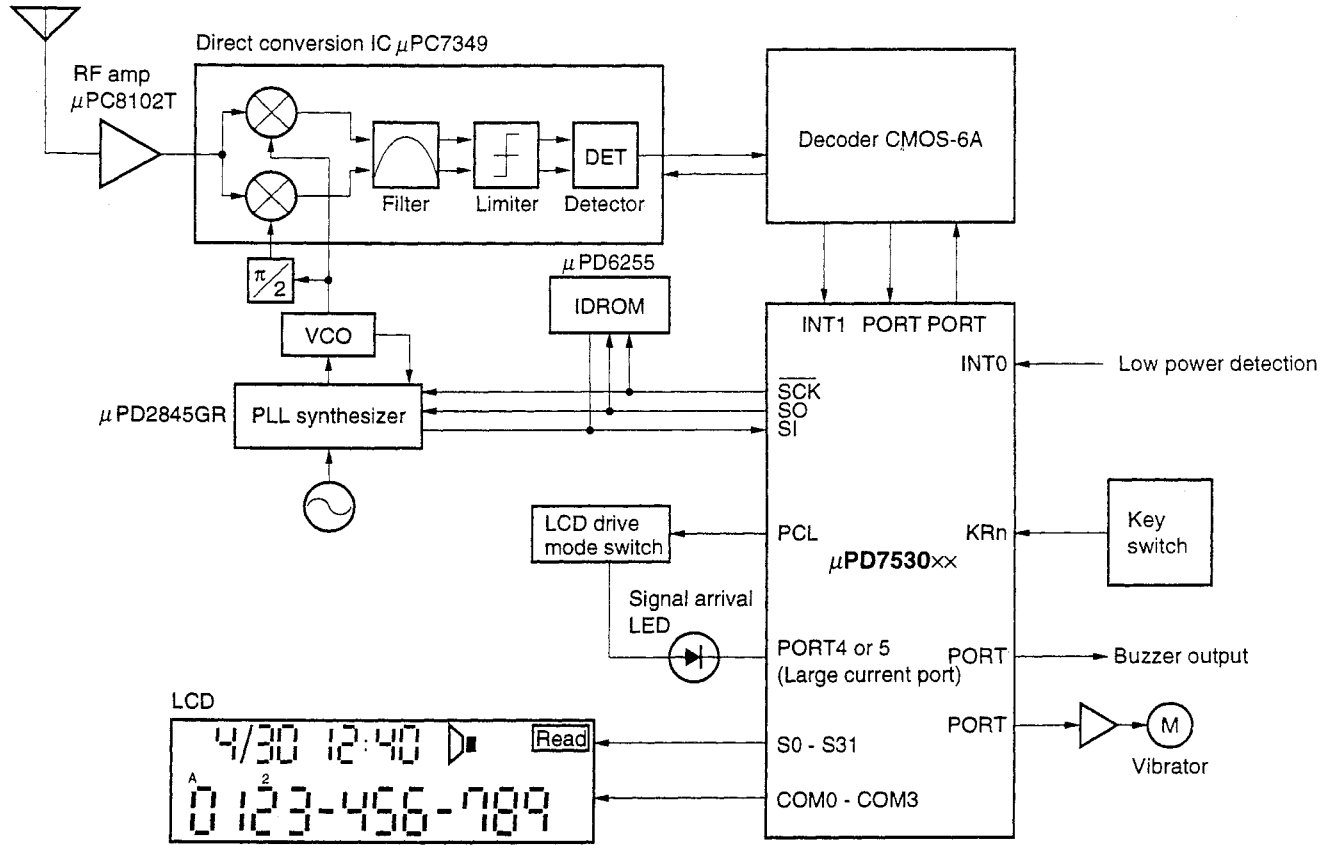 Direct conversion IC μPC7349
RF amp
μPC8102T
Filter
Limiter
DET
Detector
Decoder CMOS-6A
π/2
VCO
μPD2845GR
PLL synthesizer
μPD6255
IDROM
INT1 PORT PORT
INT0
Low power detection
SCK
SO
SI
LCD drive
mode switch
PCL
KRn
Key
switch
μPD7530××
Signal arrival
LED
PORT4 or 5
(Large current port)
PORT
Buzzer output
PORT
M
Vibrator
LCD
4/30 12:40
Read
A 2
0123-456-789
S0 - S31
COM0 - COM3